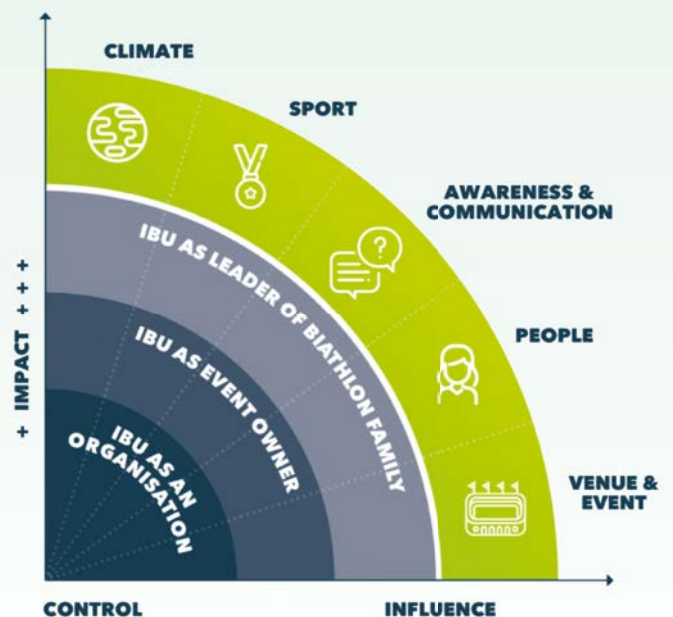 CLIMATE
SPORT
AWARENESS &
COMMUNICATION
PEOPLE
VENUE &
EVENT
IBU AS LEADER OF BIATHLON FAMILY
IBU AS EVENT OWNER
IBU AS AN
ORGANISATION
+ IMPACT + + +
CONTROL
INFLUENCE